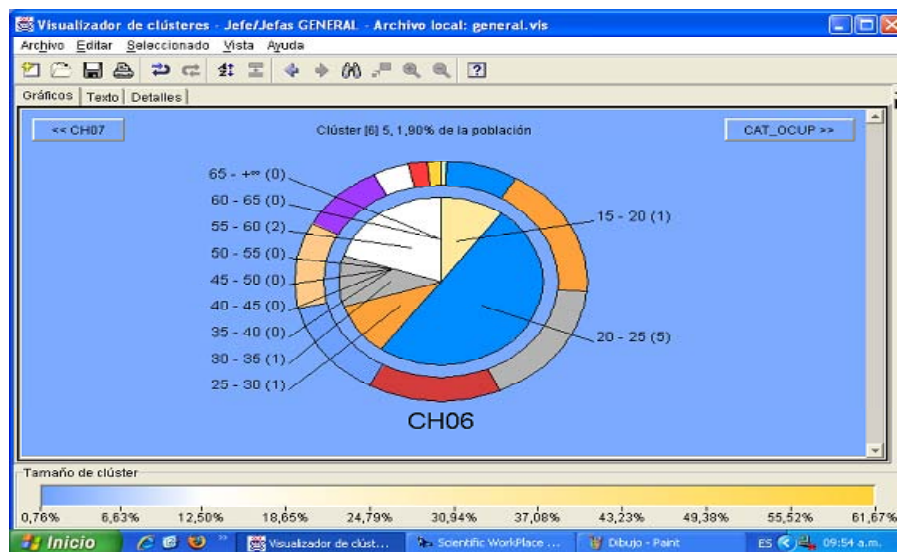 Visualizador de clústeres - Jefe/Jefas GENERAL - Archivo local: general.vis
Archivo Editar Seleccionado Vista Ayuda
Gráficos Texto Detalles
<< CH07
Clúster [6] 5, 1,90% de la población
CAT_OCUP >>
65 - +∞ (0)
60 - 65 (0)
55 - 60 (2)
50 - 55 (0)
45 - 50 (0)
40 - 45 (0)
35 - 40 (0)
30 - 35 (1)
25 - 30 (1)
15 - 20 (1)
20 - 25 (5)
CH06
Tamaño de clúster
0,76% 6,63% 12,50% 18,65% 24,79% 30,94% 37,08% 43,23% 49,38% 55,52% 61,67%
Inicio Visualizador de clúst... Scientific WorkPlace ... Dibujo - Paint ES 09:54 a.m.